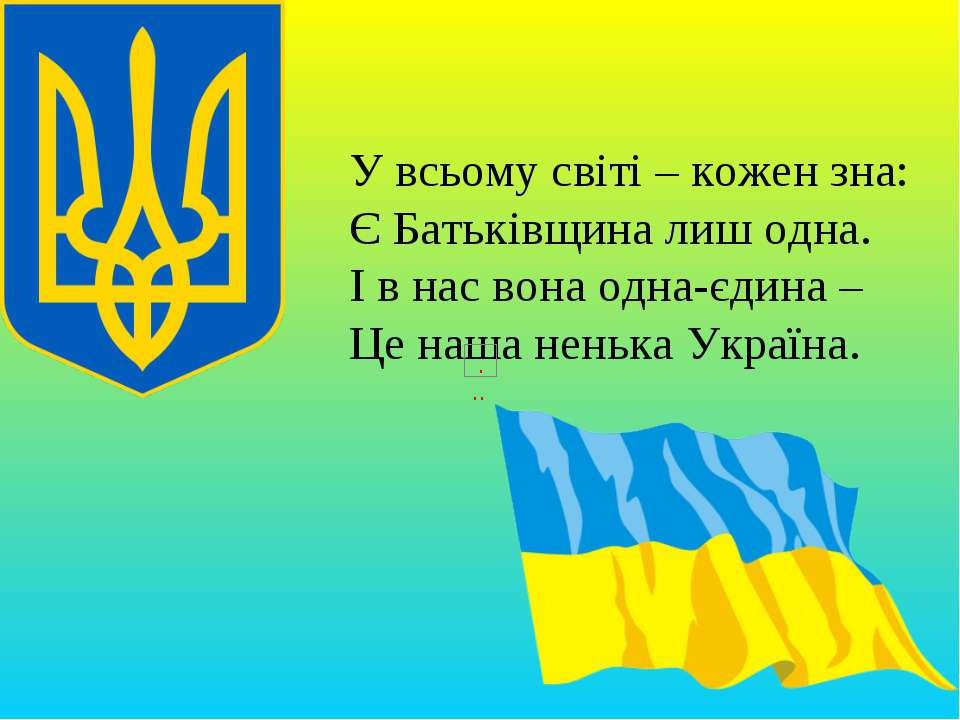 У всьому світі – кожен зна:
Є Батьківщина лиш одна.
І в нас вона одна-єдина –
Це наша ненька Україна.